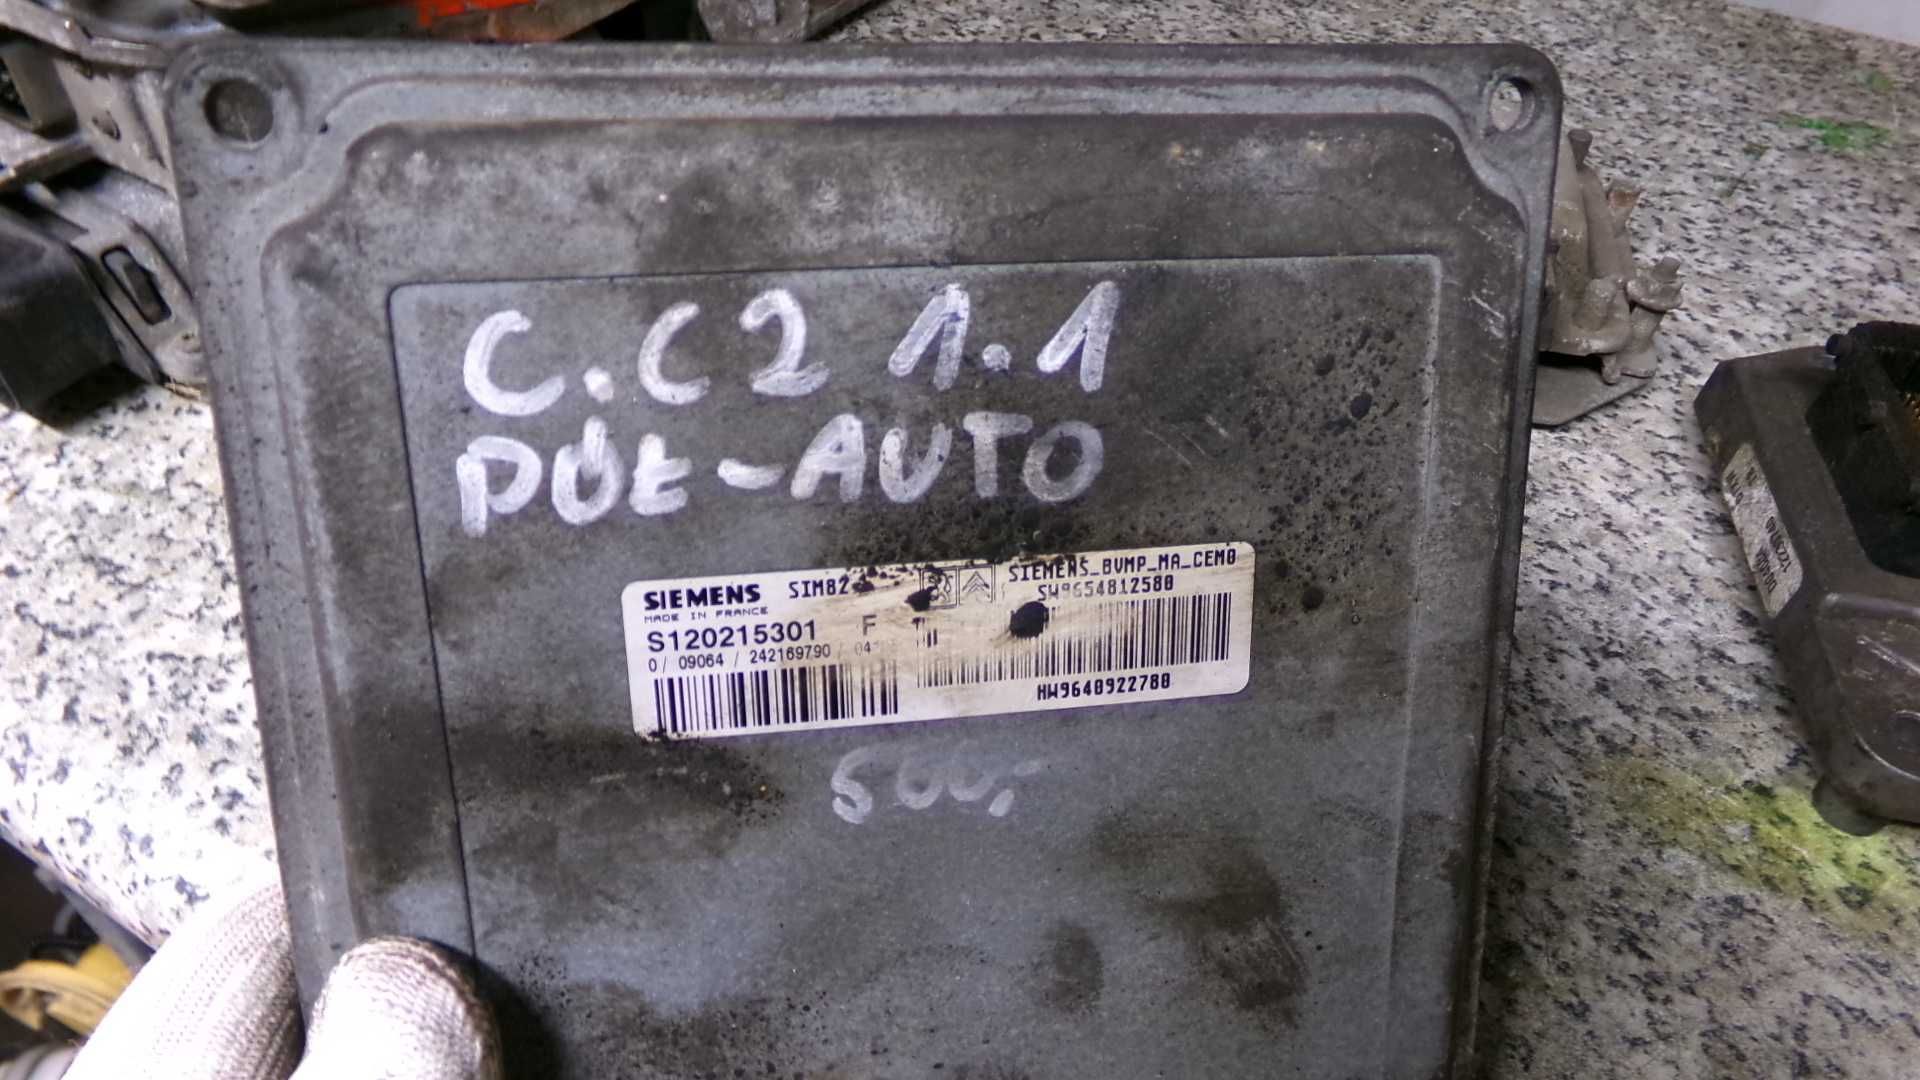 C.C2 1.1
PÓŁ-AUTO
SIEMENS SIM82 SIEMENS_BVMP_MA_CEM0
MADE IN FRANCE SW9654812580
S120215301 F
0/ 09064 / 242169790 /
HW9640922780
500,-